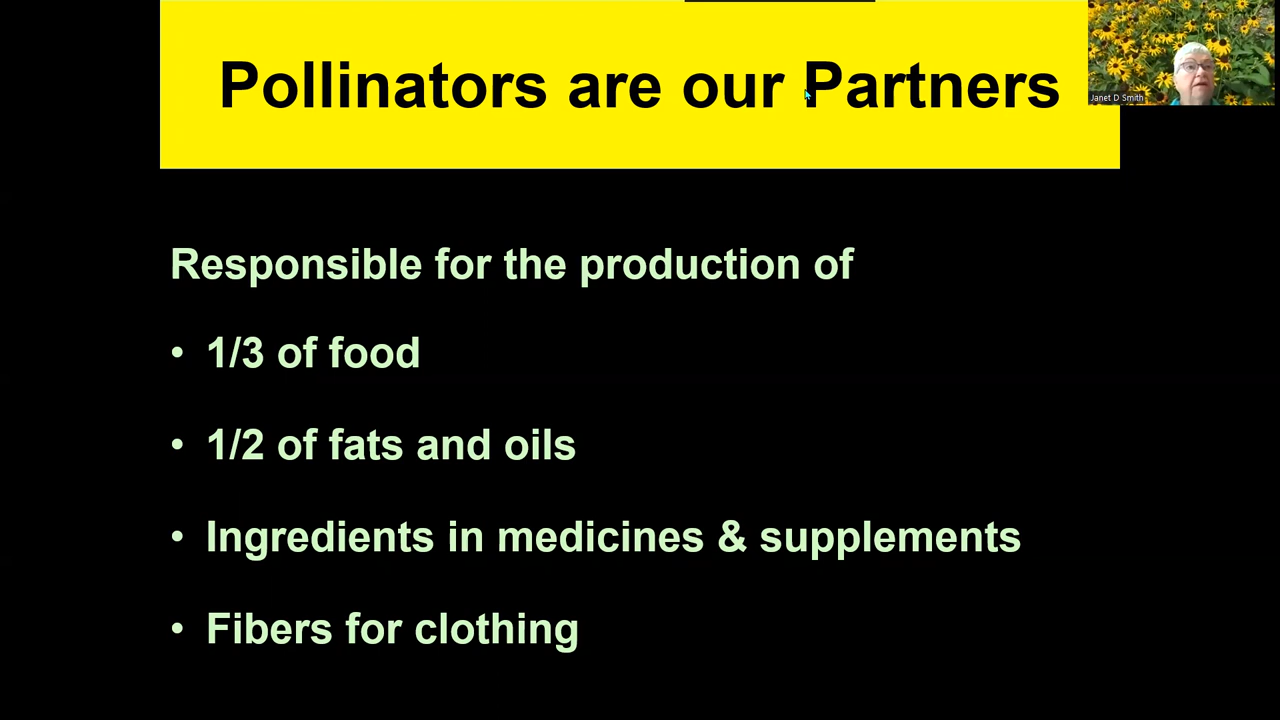 Pollinators are our Partners
Janet D Smith
Responsible for the production of
• 1/3 of food
• 1/2 of fats and oils
• Ingredients in medicines & supplements
• Fibers for clothing